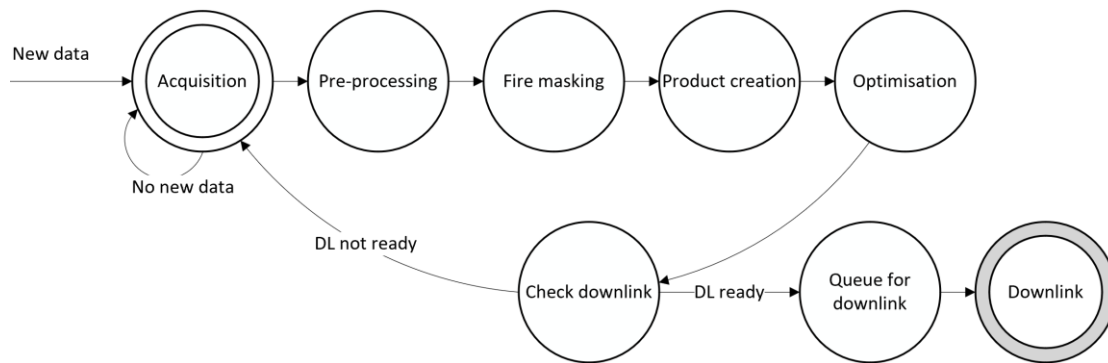 New data
Acquisition
Pre-processing
Fire masking
Product creation
Optimisation
No new data
DL not ready
Check downlink
DL ready
Queue for
downlink
Downlink